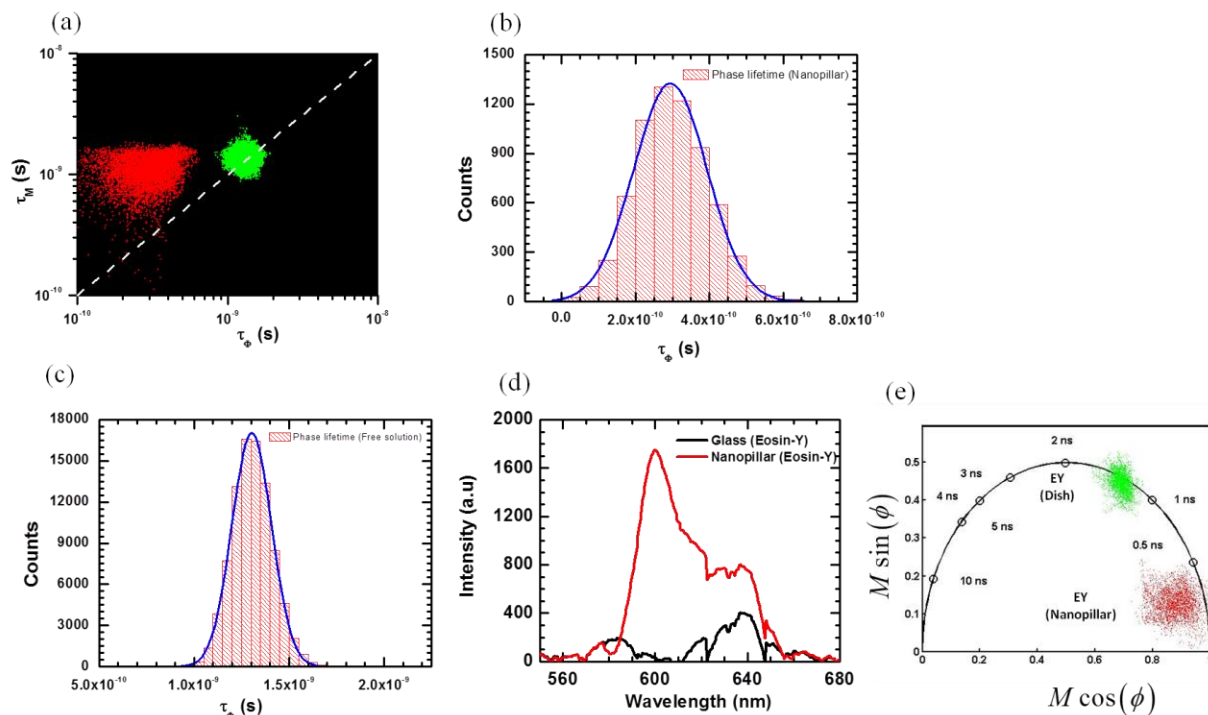 (a)
10⁻⁸
10⁻⁹
10⁻¹⁰
τ_M (s)
10⁻¹⁰
10⁻⁹
10⁻⁸
τ_Φ (s)
(b)
1500
1200
900
600
300
0
Counts
Phase lifetime (Nanopillar)
0.0
2.0x10⁻¹⁰
4.0x10⁻¹⁰
6.0x10⁻¹⁰
8.0x10⁻¹⁰
τ_Φ (s)
(c)
18000
15000
12000
9000
6000
3000
0
Counts
Phase lifetime (Free solution)
5.0x10⁻¹⁰
1.0x10⁻⁹
1.5x10⁻⁹
2.0x10⁻⁹
τ_Φ (s)
(d)
2000
1600
1200
800
400
0
Intensity (a.u)
Glass (Eosin-Y)
Nanopillar (Eosin-Y)
560
600
640
680
Wavelength (nm)
(e)
M sin(ϕ)
0.5
0.4
0.3
0.2
0.1
0
2 ns
3 ns
4 ns
5 ns
10 ns
1 ns
0.5 ns
EY
(Dish)
EY
(Nanopillar)
0
0.2
0.4
0.6
0.8
M cos(ϕ)